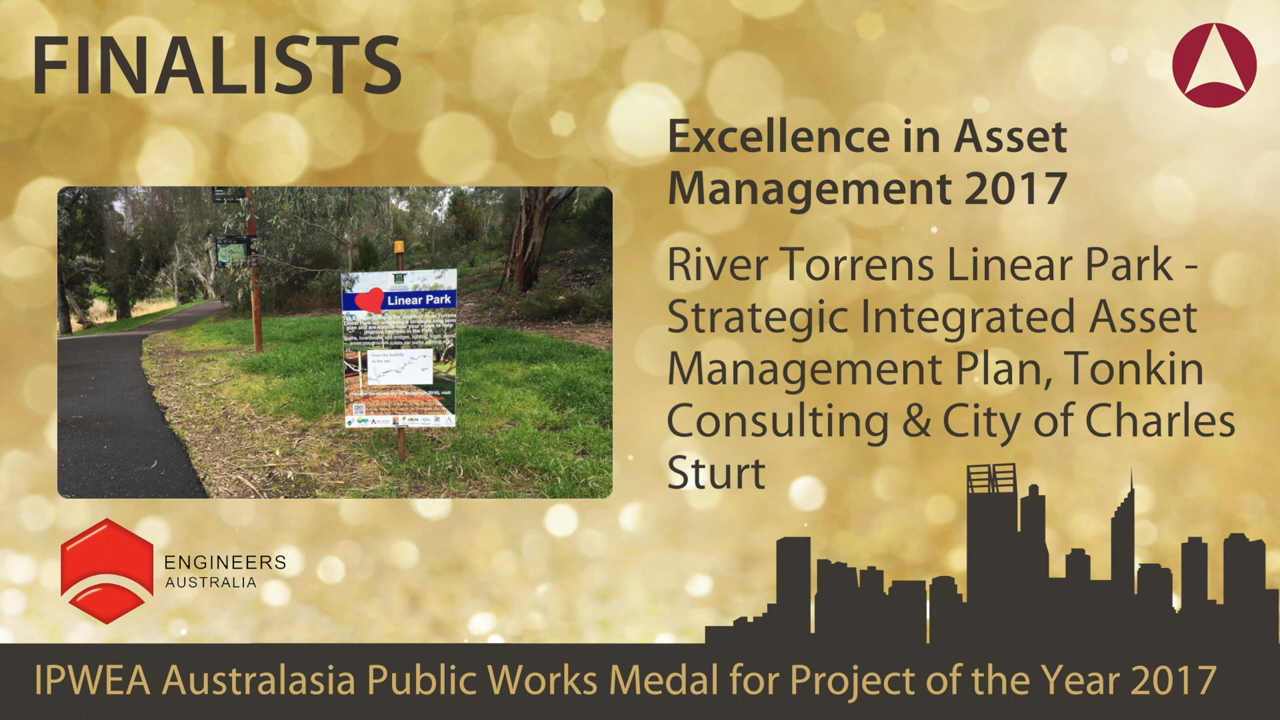 FINALISTS
Excellence in Asset
Management 2017
River Torrens Linear Park -
Strategic Integrated Asset
Management Plan, Tonkin
Consulting & City of Charles
Sturt
Linear Park
ENGINEERS
AUSTRALIA
IPWEA Australasia Public Works Medal for Project of the Year 2017